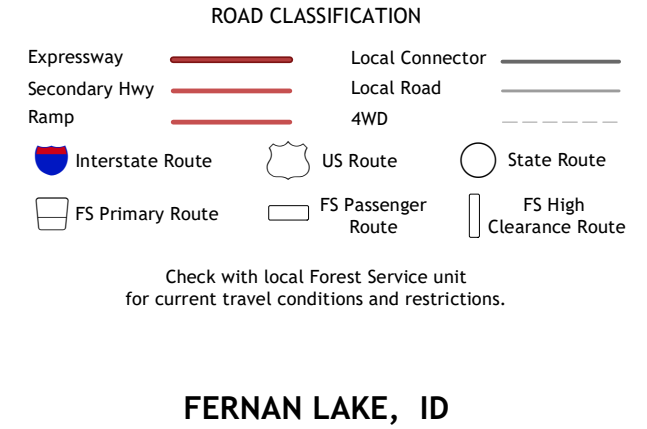 ROAD CLASSIFICATION
Expressway
Local Connector
Secondary Hwy
Local Road
Ramp
4WD
Interstate Route
US Route
State Route
FS Primary Route
FS Passenger
Route
FS High
Clearance Route
Check with local Forest Service unit
for current travel conditions and restrictions.
FERNAN LAKE, ID